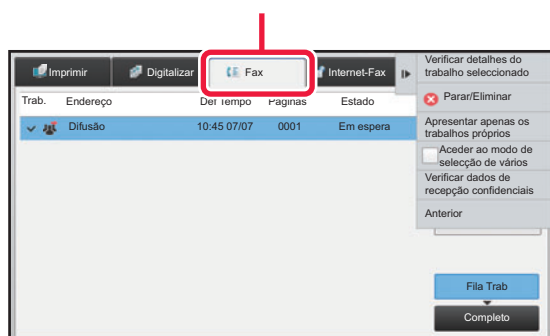 Imprimir Digitalizar Fax Internet-Fax
Trab. Endereço Def Tempo Páginas Estado
Difusão 10:45 07/07 0001 Em espera
Verificar detalhes do
trabalho seleccionado
Parar/Eliminar
Apresentar apenas os
trabalhos próprios
Aceder ao modo de
selecção de vários
Verificar dados de
recepção confidenciais
Anterior
Fila Trab
Completo